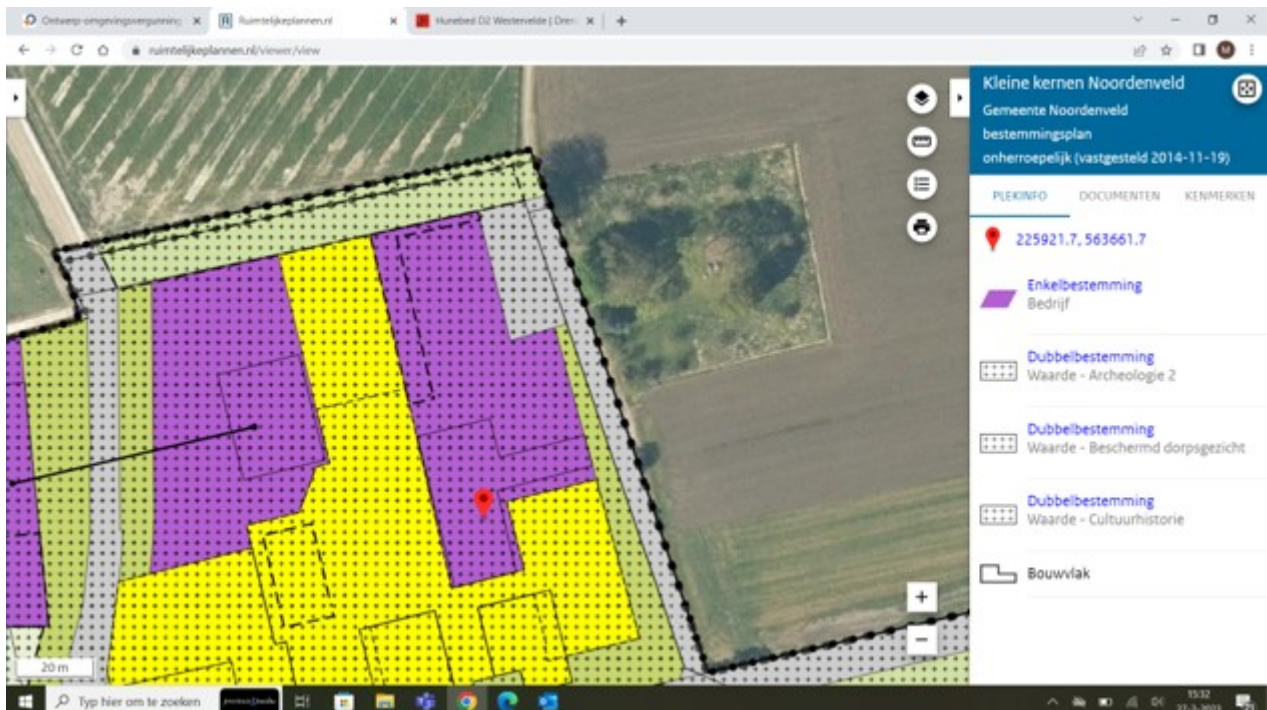 Ontwerp-omgevingsvergunning
Ruimtelijkeplannen.nl
Hunebed D2 Westervelde | Dren
ruimtelijkeplannen.nl/viewer/view
M
Kleine kernen Noordenveld
Gemeente Noordenveld
bestemmingsplan
onherroepelijk (vastgesteld 2014-11-19)
PLEKINFO DOCUMENTEN KENMERKEN
225921.7, 563661.7
Enkelbestemming
Bedrijf
Dubbelbestemming
Waarde - Archeologie 2
Dubbelbestemming
Waarde - Beschermd dorpsgezicht
Dubbelbestemming
Waarde - Cultuurhistorie
Bouwvlak
+
−
20 m
Typ hier om te zoeken
15:32